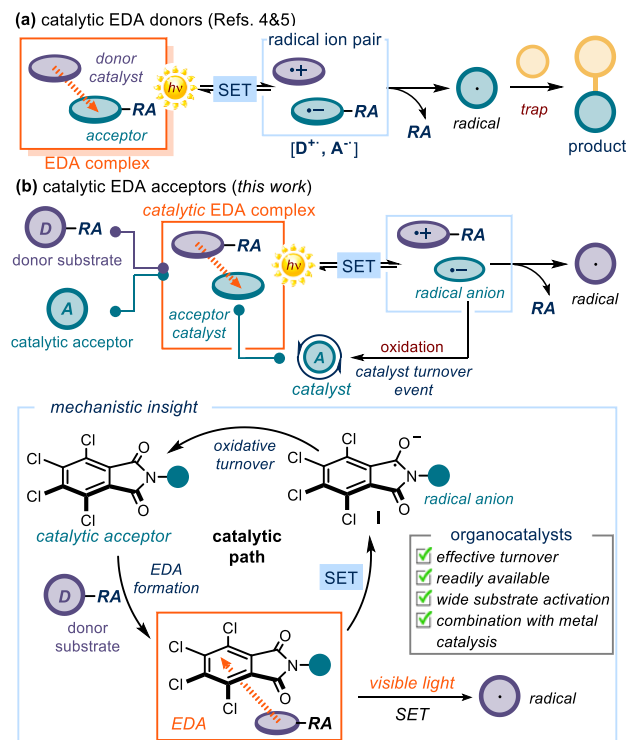 (a) catalytic EDA donors (Refs. 4&5)
donor
catalyst
RA
acceptor
EDA complex
hν
SET
radical ion pair
•+
•–
RA
[D+·, A-·]
RA
·
radical
trap
product
(b) catalytic EDA acceptors (this work)
D
RA
donor substrate
A
catalytic acceptor
catalytic EDA complex
RA
acceptor
catalyst
hν
SET
•+
RA
•–
radical anion
RA
·
radical
A
catalyst
oxidation
catalyst turnover
event
mechanistic insight
Cl
Cl
Cl
Cl
O
N
O
catalytic acceptor
oxidative
turnover
Cl
Cl
Cl
Cl
O–
·
N
O
radical anion
I
catalytic
path
EDA
formation
SET
D
RA
donor
substrate
organocatalysts
effective turnover
readily available
wide substrate activation
combination with metal
catalysis
Cl
Cl
Cl
Cl
O
N
O
EDA
RA
visible light
SET
·
radical